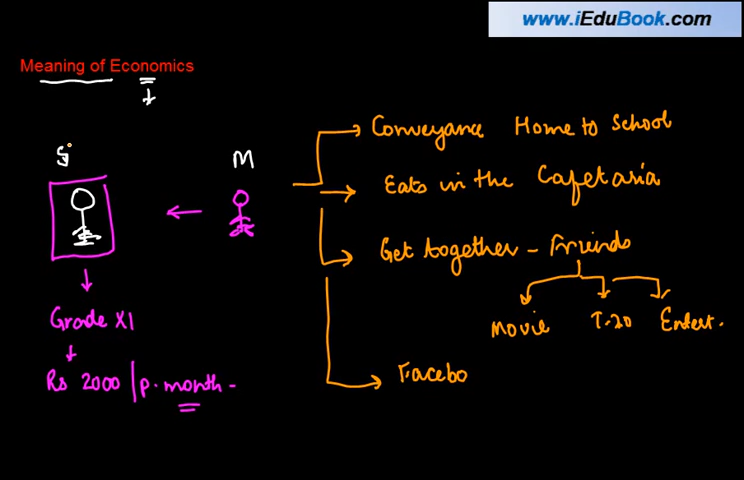 www.iEduBook.com
Meaning of Economics
M
Conveyance Home to School
Eats in the Cafetaria
Get together - Friends
Movie T-20 Entert.
Facebo
Grade XI
Rs 2000 / p. month -